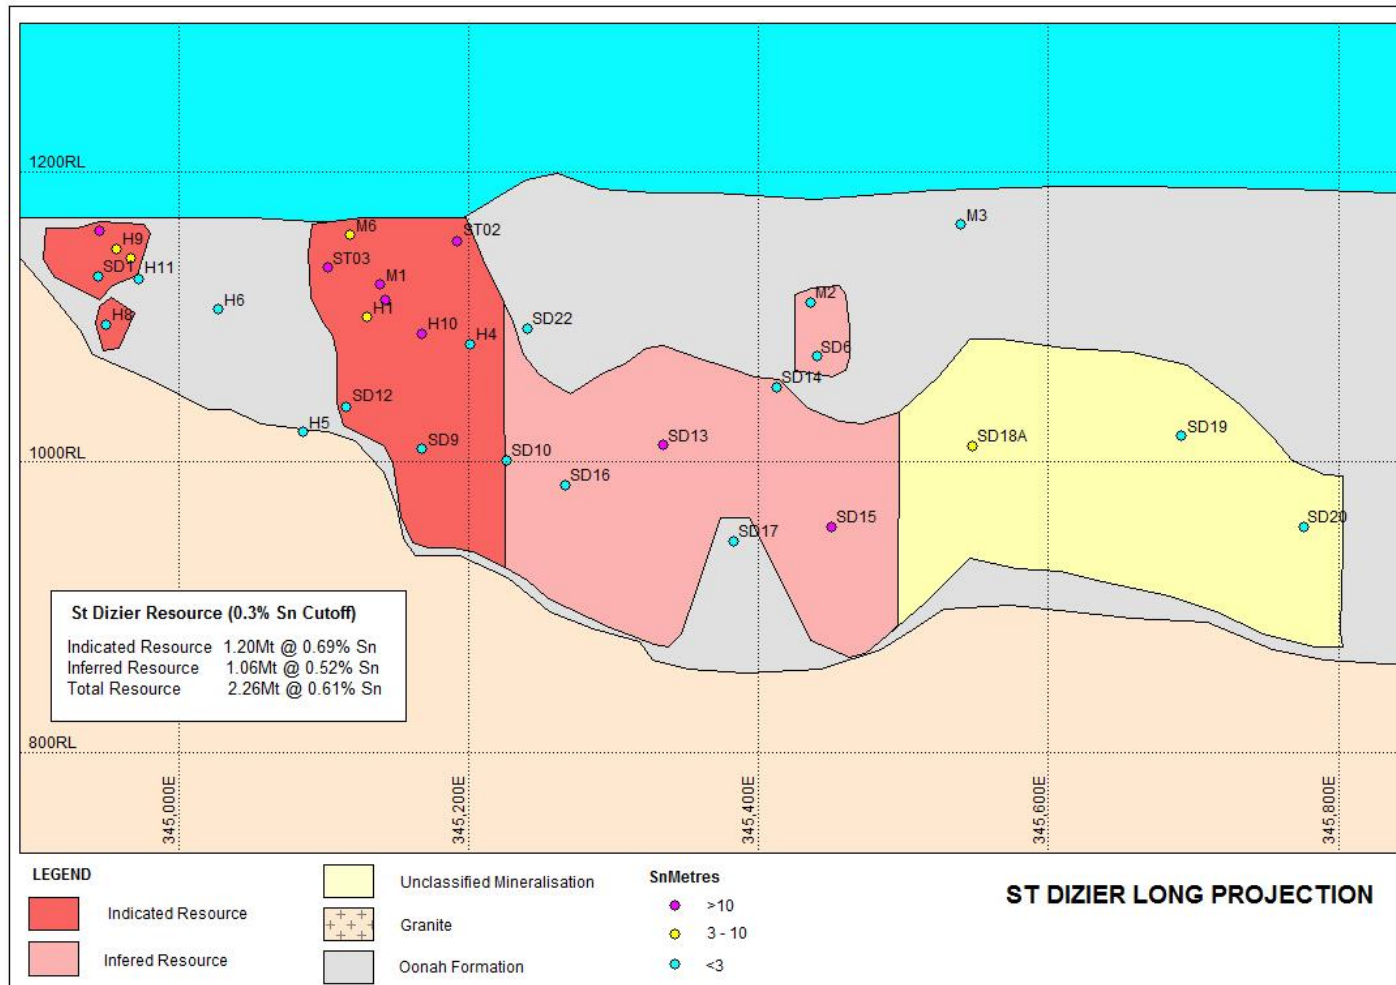 1200RL
M3
M6
ST02
H9
ST03
SD1
H11
M1
M2
H6
H1
H8
H10
H4
SD22
SD6
SD14
SD12
H5
SD9
SD13
SD18A
SD19
1000RL
SD10
SD16
SD17
SD15
SD20
St Dizier Resource (0.3% Sn Cutoff)
Indicated Resource 1.20Mt @ 0.69% Sn
Inferred Resource 1.06Mt @ 0.52% Sn
Total Resource 2.26Mt @ 0.61% Sn
800RL
345,000E
345,200E
345,400E
345,600E
345,800E
LEGEND
Indicated Resource
Infered Resource
Unclassified Mineralisation
Granite
Oonah Formation
SnMetres
>10
3 - 10
<3
ST DIZIER LONG PROJECTION